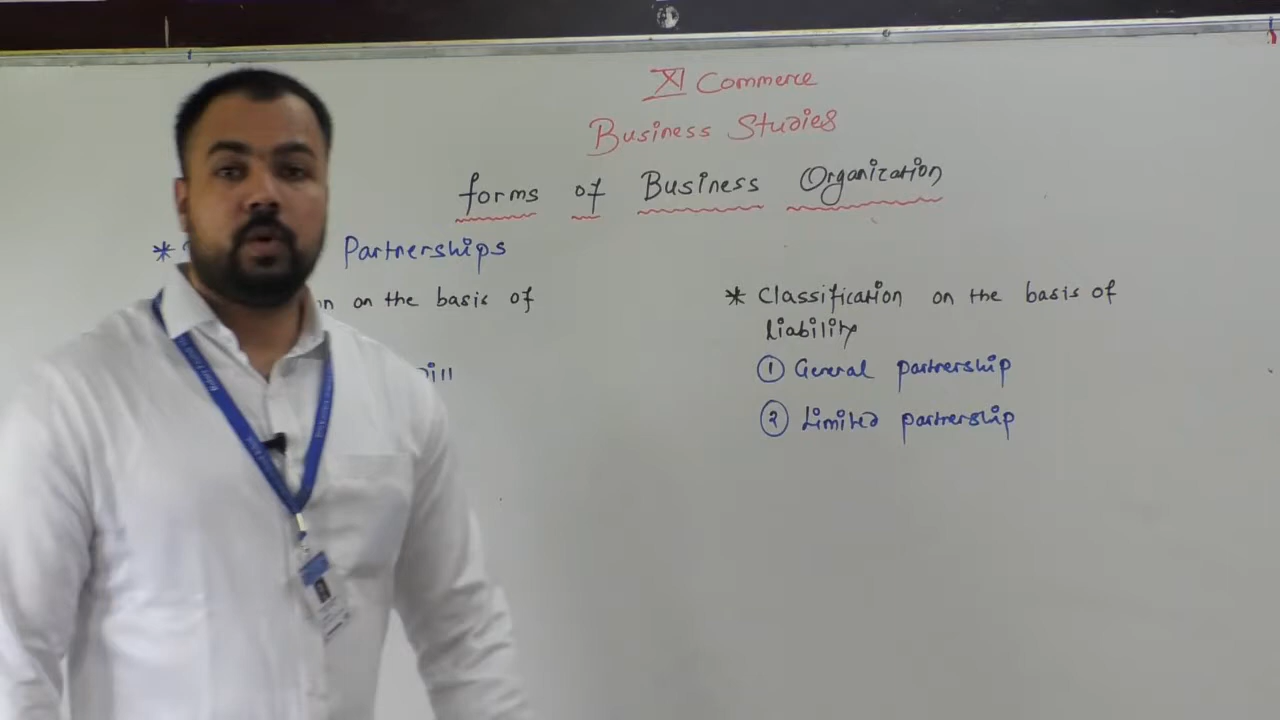 XI Commerce
Business Studies
forms of Business Organization
* Partnerships
on the basis of
* Classification on the basis of
Liability
① General partnership
② Limited partnership